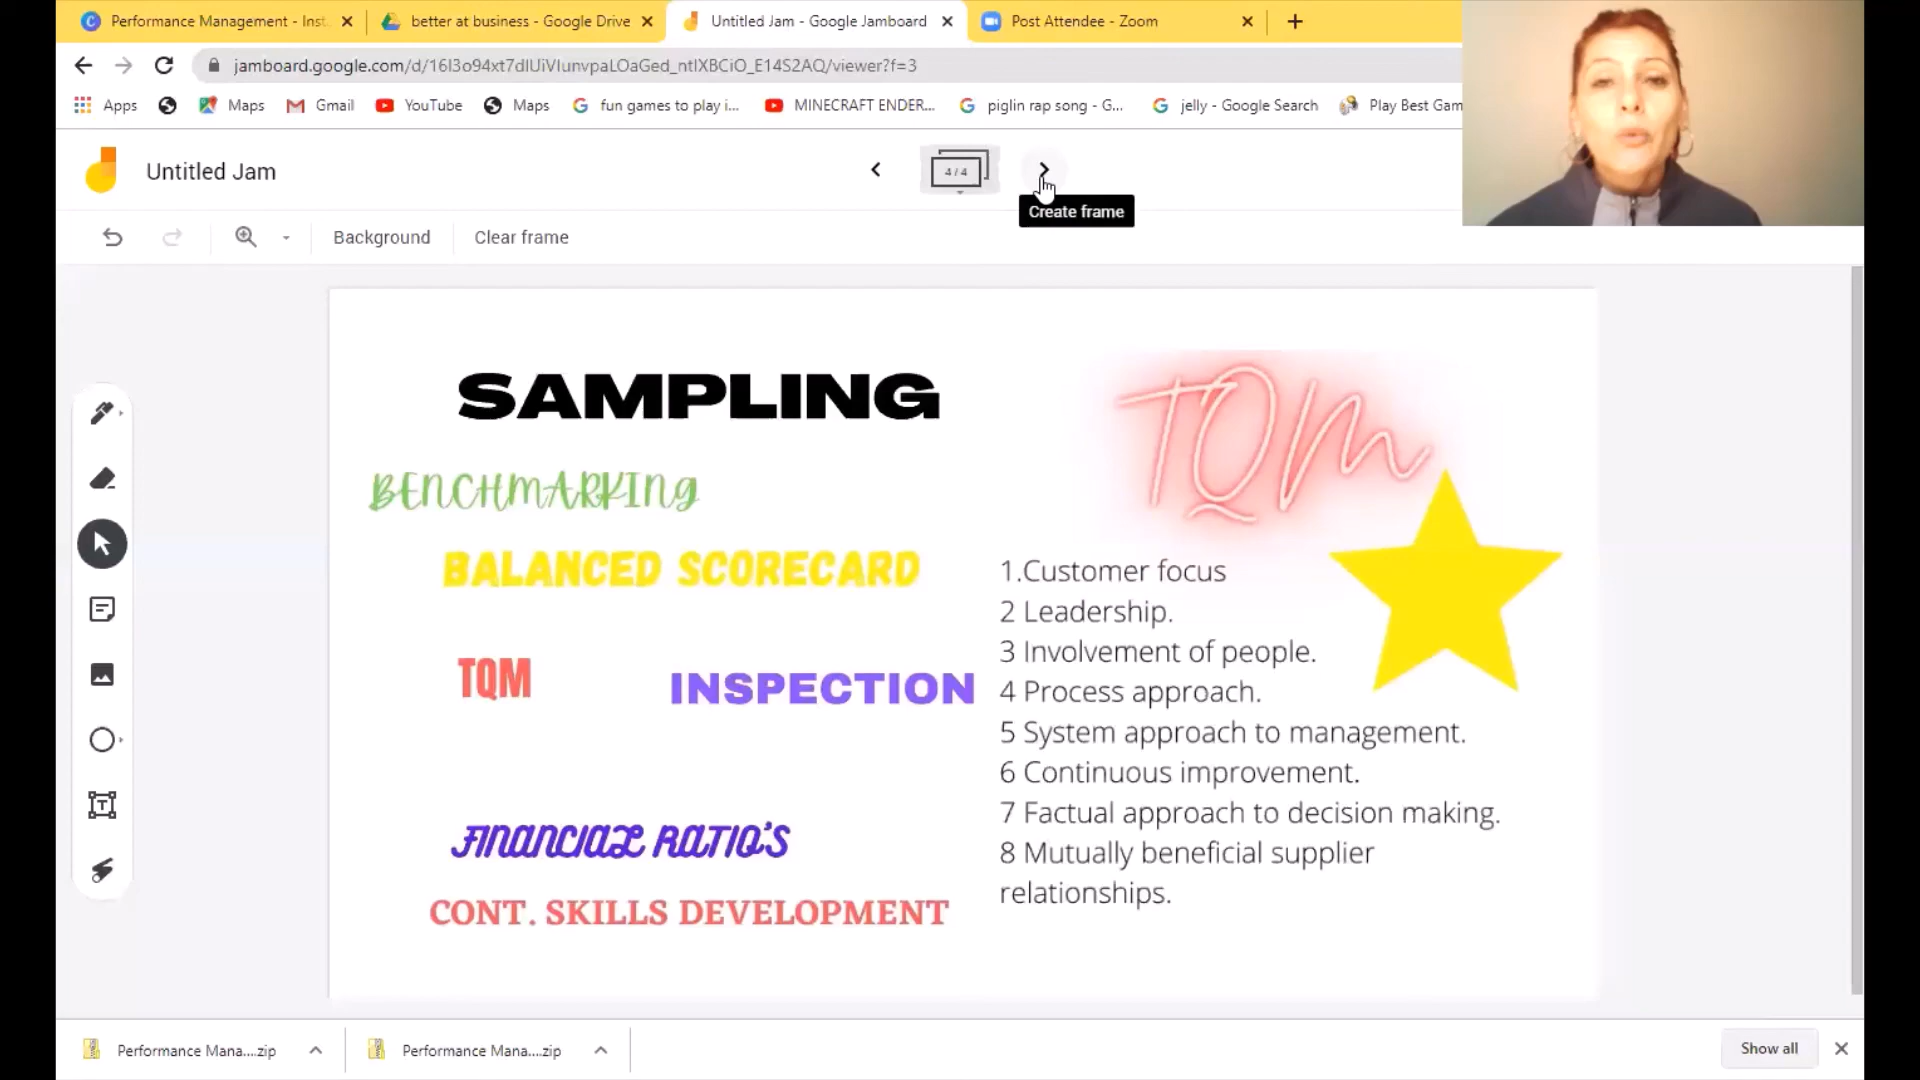 Performance Management - Inst
better at business - Google Drive
Untitled Jam - Google Jamboard
Post Attendee - Zoom
jamboard.google.com/d/16I3o94xt7dIUiVIunvpaLOaGed_ntIXBCiO_E14S2AQ/viewer?f=3
Apps
Maps
Gmail
YouTube
Maps
fun games to play i...
MINECRAFT ENDER...
piglin rap song - G...
jelly - Google Search
Play Best Gam
Untitled Jam
4 / 4
Create frame
Background
Clear frame
SAMPLING
BENCHMARKING
BALANCED SCORECARD
TQM
INSPECTION
FINANCIAL RATIO'S
CONT. SKILLS DEVELOPMENT
TQM
1.Customer focus
2 Leadership.
3 Involvement of people.
4 Process approach.
5 System approach to management.
6 Continuous improvement.
7 Factual approach to decision making.
8 Mutually beneficial supplier
relationships.
Performance Mana....zip
Performance Mana....zip
Show all